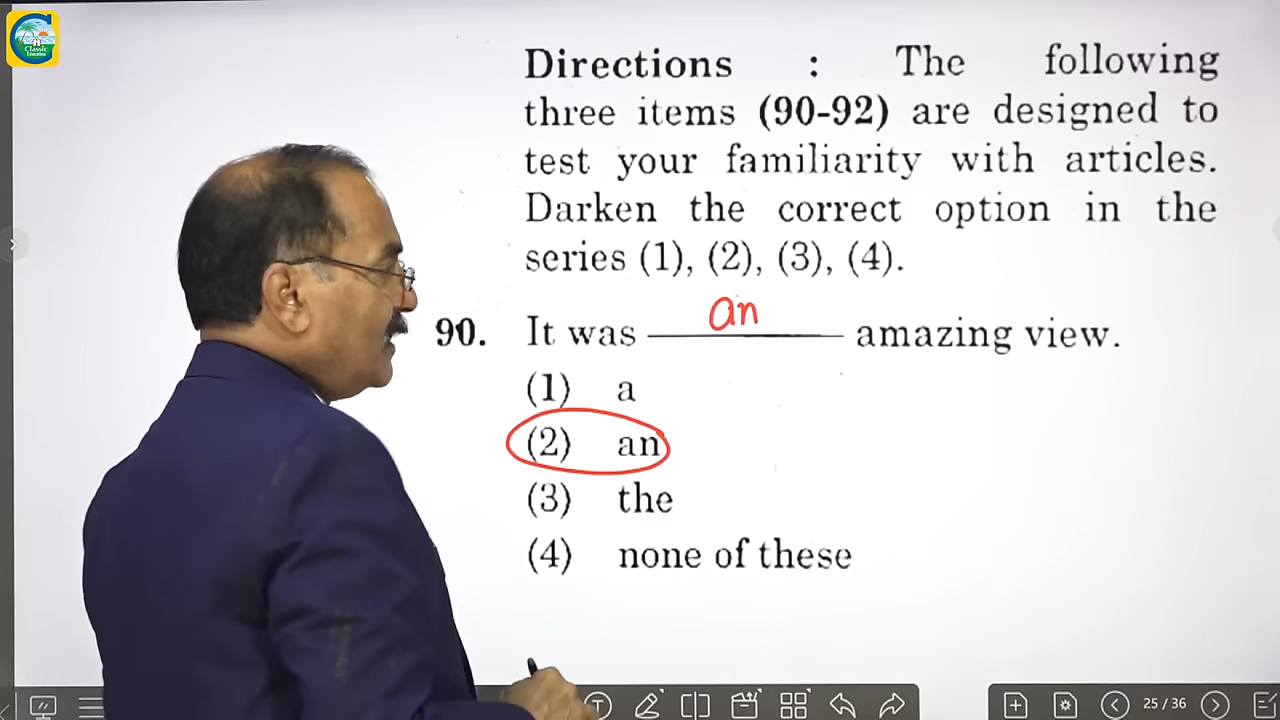 Classic
Education
Directions : The following
three items (90-92) are designed to
test your familiarity with articles.
Darken the correct option in the
series (1), (2), (3), (4).
an
90. It was ________ amazing view.
(1) a
(2) an
(3) the
(4) none of these
25 / 36